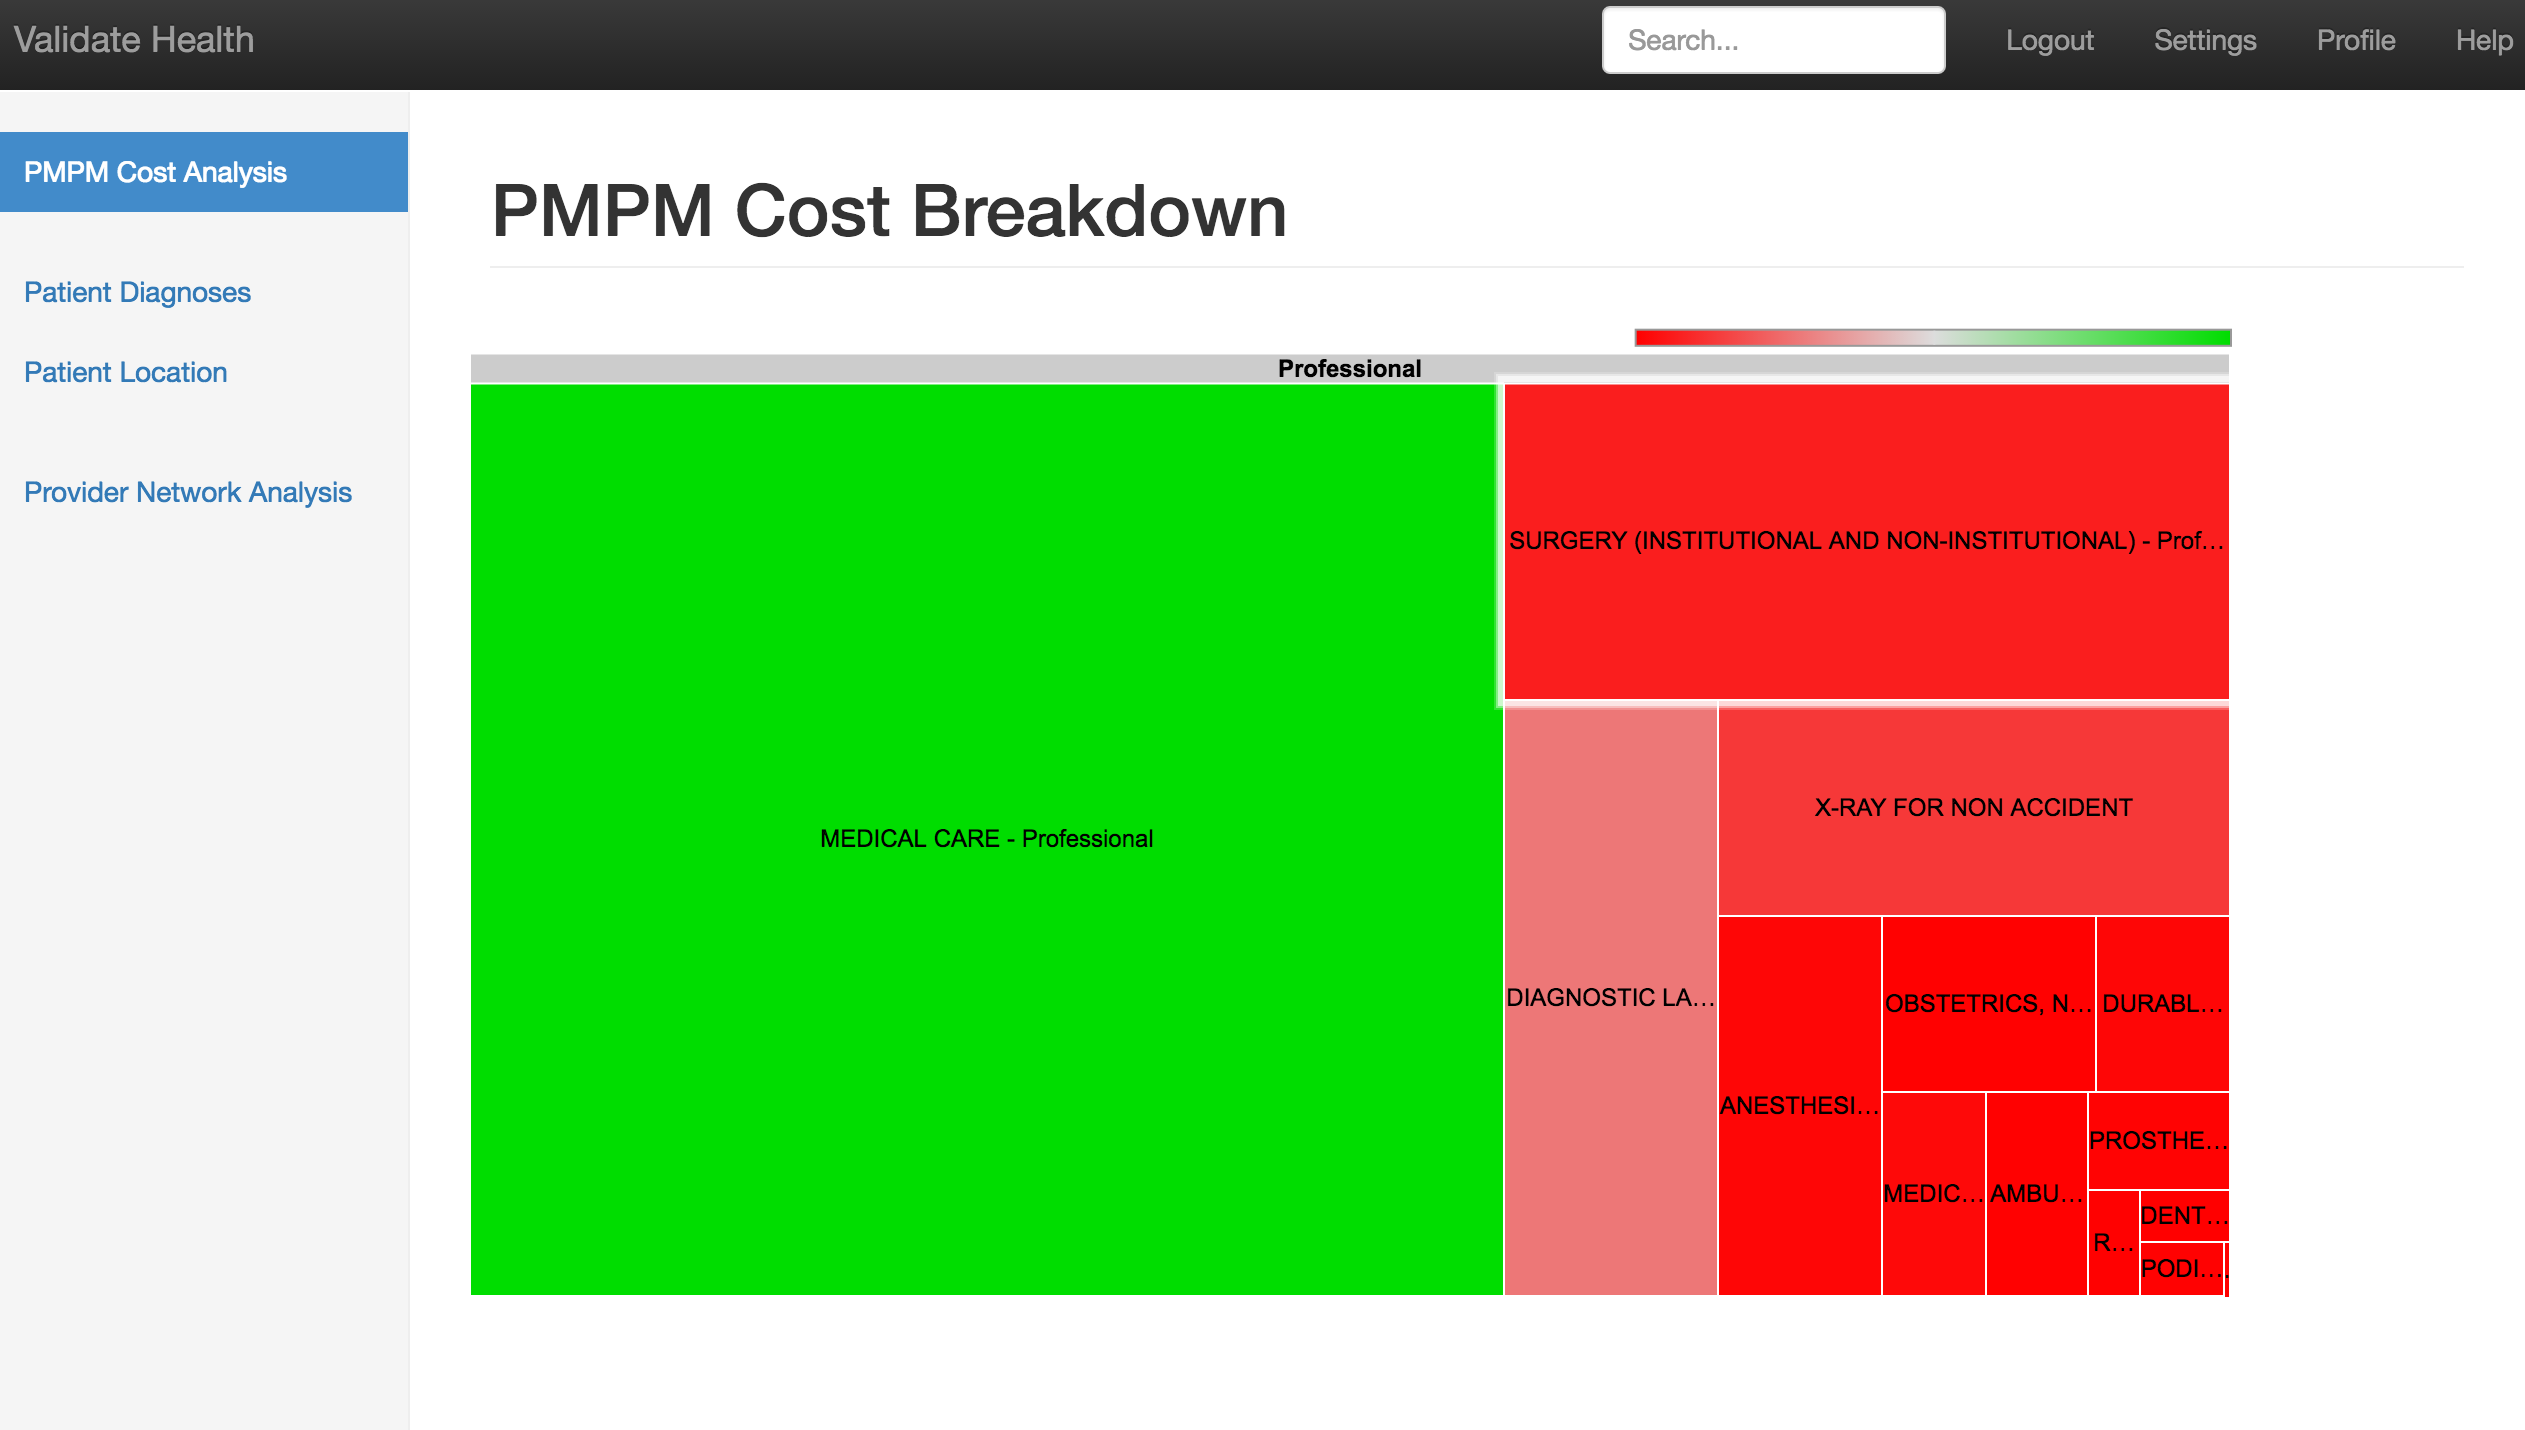 Validate Health
Search...
Logout
Settings
Profile
Help
PMPM Cost Analysis
Patient Diagnoses
Patient Location
Provider Network Analysis
PMPM Cost Breakdown
Professional
MEDICAL CARE - Professional
SURGERY (INSTITUTIONAL AND NON-INSTITUTIONAL) - Prof...
DIAGNOSTIC LA...
X-RAY FOR NON ACCIDENT
ANESTHESI...
OBSTETRICS, N...
DURABL...
MEDIC...
AMBU...
PROSTHE...
R...
DENT...
PODI...